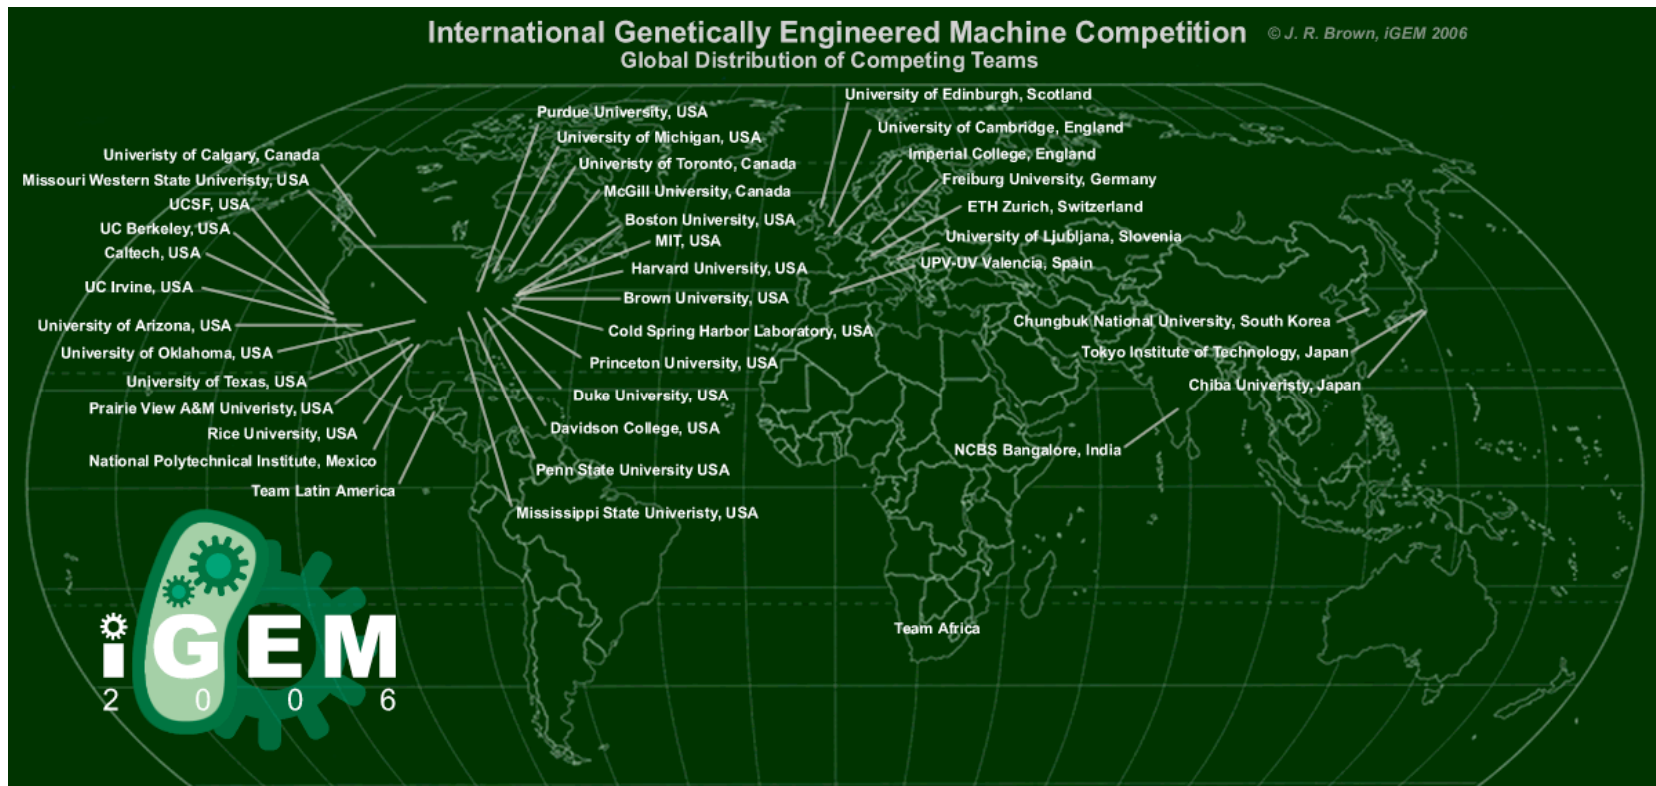 International Genetically Engineered Machine Competition © J. R. Brown, iGEM 2006
Global Distribution of Competing Teams
Univeristy of Calgary, Canada
Missouri Western State Univeristy, USA
UCSF, USA
UC Berkeley, USA
Caltech, USA
UC Irvine, USA
University of Arizona, USA
University of Oklahoma, USA
University of Texas, USA
Prairie View A&M Univeristy, USA
Rice University, USA
National Polytechnical Institute, Mexico
Team Latin America
Purdue University, USA
University of Michigan, USA
Univeristy of Toronto, Canada
McGill University, Canada
Boston University, USA
MIT, USA
Harvard University, USA
Brown University, USA
Cold Spring Harbor Laboratory, USA
Princeton University, USA
Duke University, USA
Davidson College, USA
Penn State University USA
Mississippi State Univeristy, USA
University of Edinburgh, Scotland
University of Cambridge, England
Imperial College, England
Freiburg University, Germany
ETH Zurich, Switzerland
University of Ljubljana, Slovenia
UPV-UV Valencia, Spain
Chungbuk National University, South Korea
Tokyo Institute of Technology, Japan
Chiba Univeristy, Japan
NCBS Bangalore, India
Team Africa
iGEM
2006